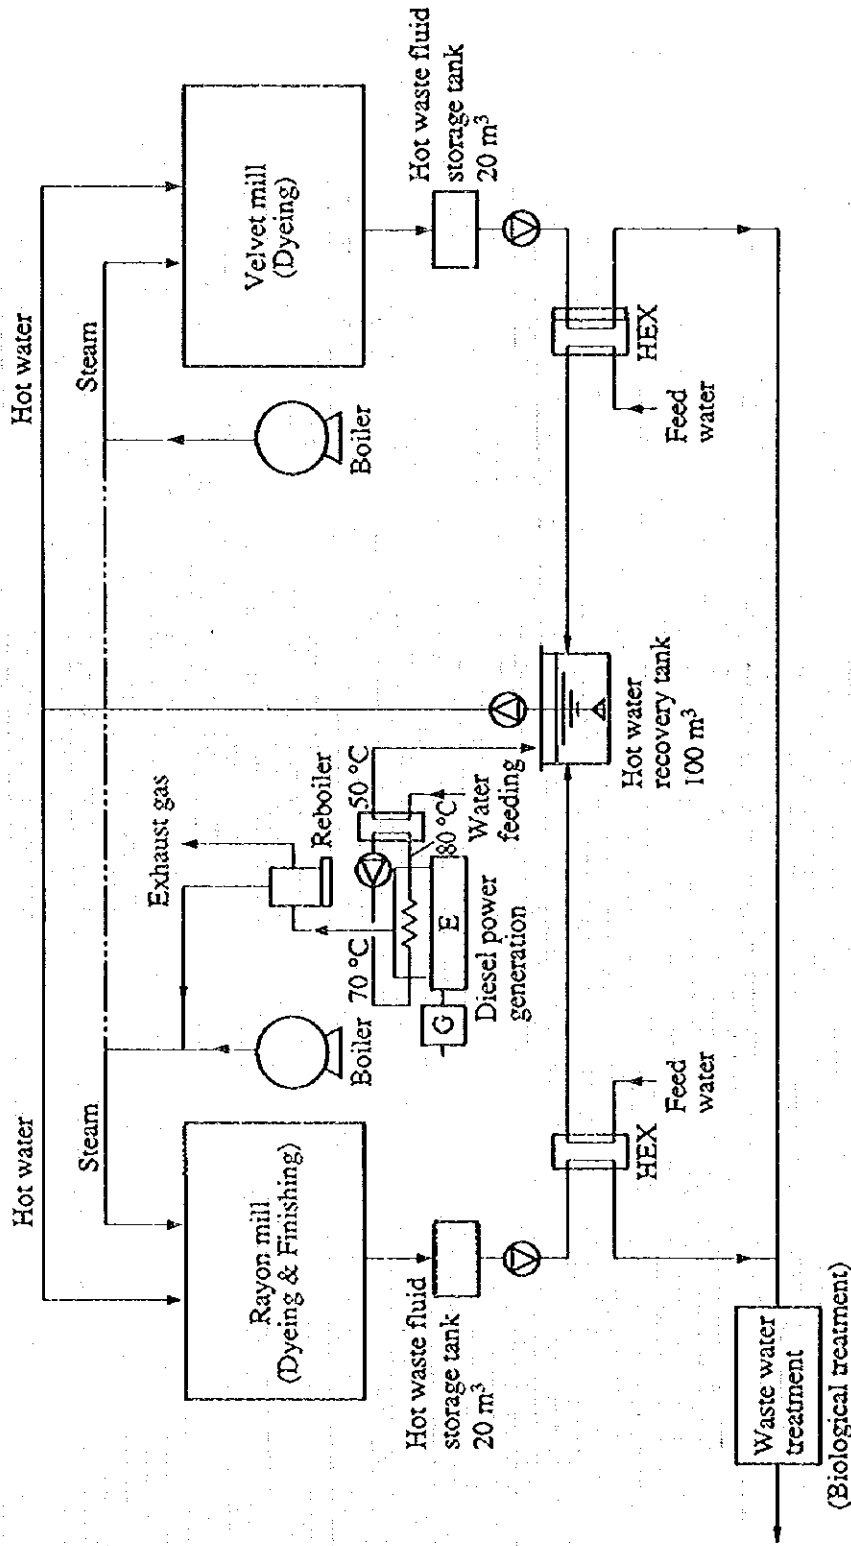 Hot water
Hot water
Steam
Steam
Exhaust gas
Rayon mill
(Dyeing & Finishing)
Boiler
Reboiler
Boiler
Velvet mill
(Dyeing)
70 °C
50 °C
80 °C
G
E
Water
feeding
Diesel power
generation
Hot waste fluid
storage tank
20 m³
Hot waste fluid
storage tank
20 m³
HEX
Feed
water
Hot water
recovery tank
100 m³
Feed
water
HEX
Waste water
treatment
(Biological treatment)